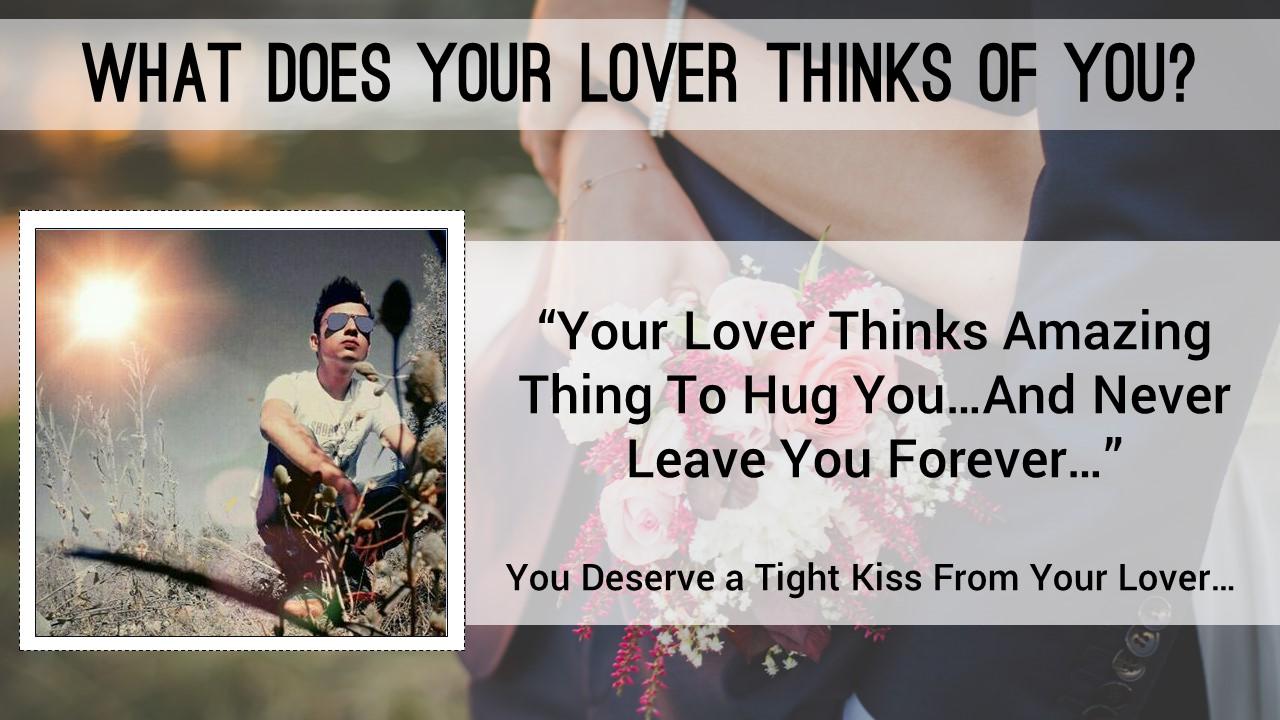 WHAT DOES YOUR LOVER THINKS OF YOU?
“Your Lover Thinks Amazing
Thing To Hug You...And Never
Leave You Forever...”
You Deserve a Tight Kiss From Your Lover...